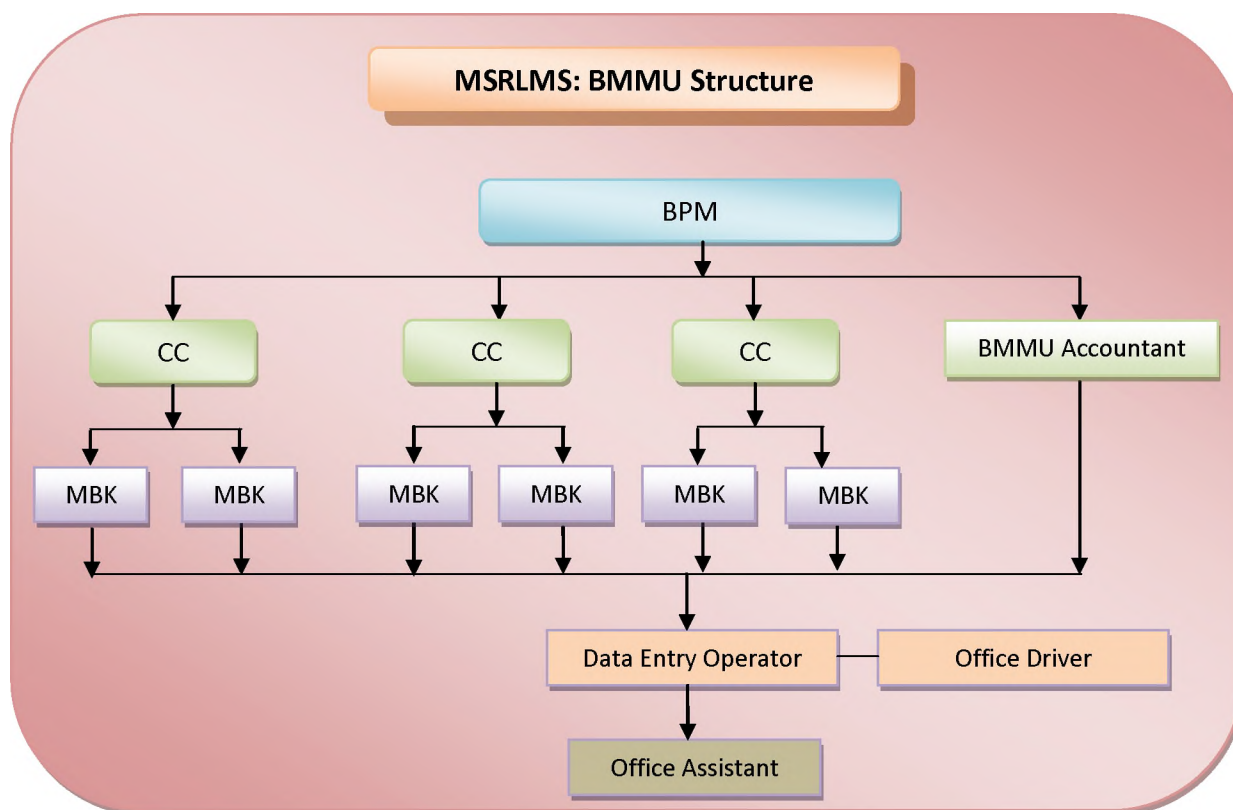 MSRLMS: BMMU Structure
BPM
CC
CC
CC
BMMU Accountant
MBK
MBK
MBK
MBK
MBK
MBK
Data Entry Operator
Office Driver
Office Assistant